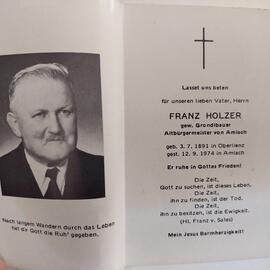 "Nach langem Wandern durch das Leben
hat dir Gott die Ruh' gegeben.
Lasset uns beten
für unseren lieben Vater, Herrn
FRANZ HOLZER
gew. Grondlbauer
Altbürgermeister von Amlach
geb. 3. 7. 1891 in Oberlienz
gest. 12. 9. 1974 in Amlach
Er ruhe in Gottes Frieden!
Die Zeit,
Gott zu suchen, ist dieses Leben.
Die Zeit,
ihn zu finden, ist der Tod.
Die Zeit,
ihn zu besitzen, ist die Ewigkeit.
(Hl. Franz v. Sales)
Mein Jesus Barmherzigkeit!